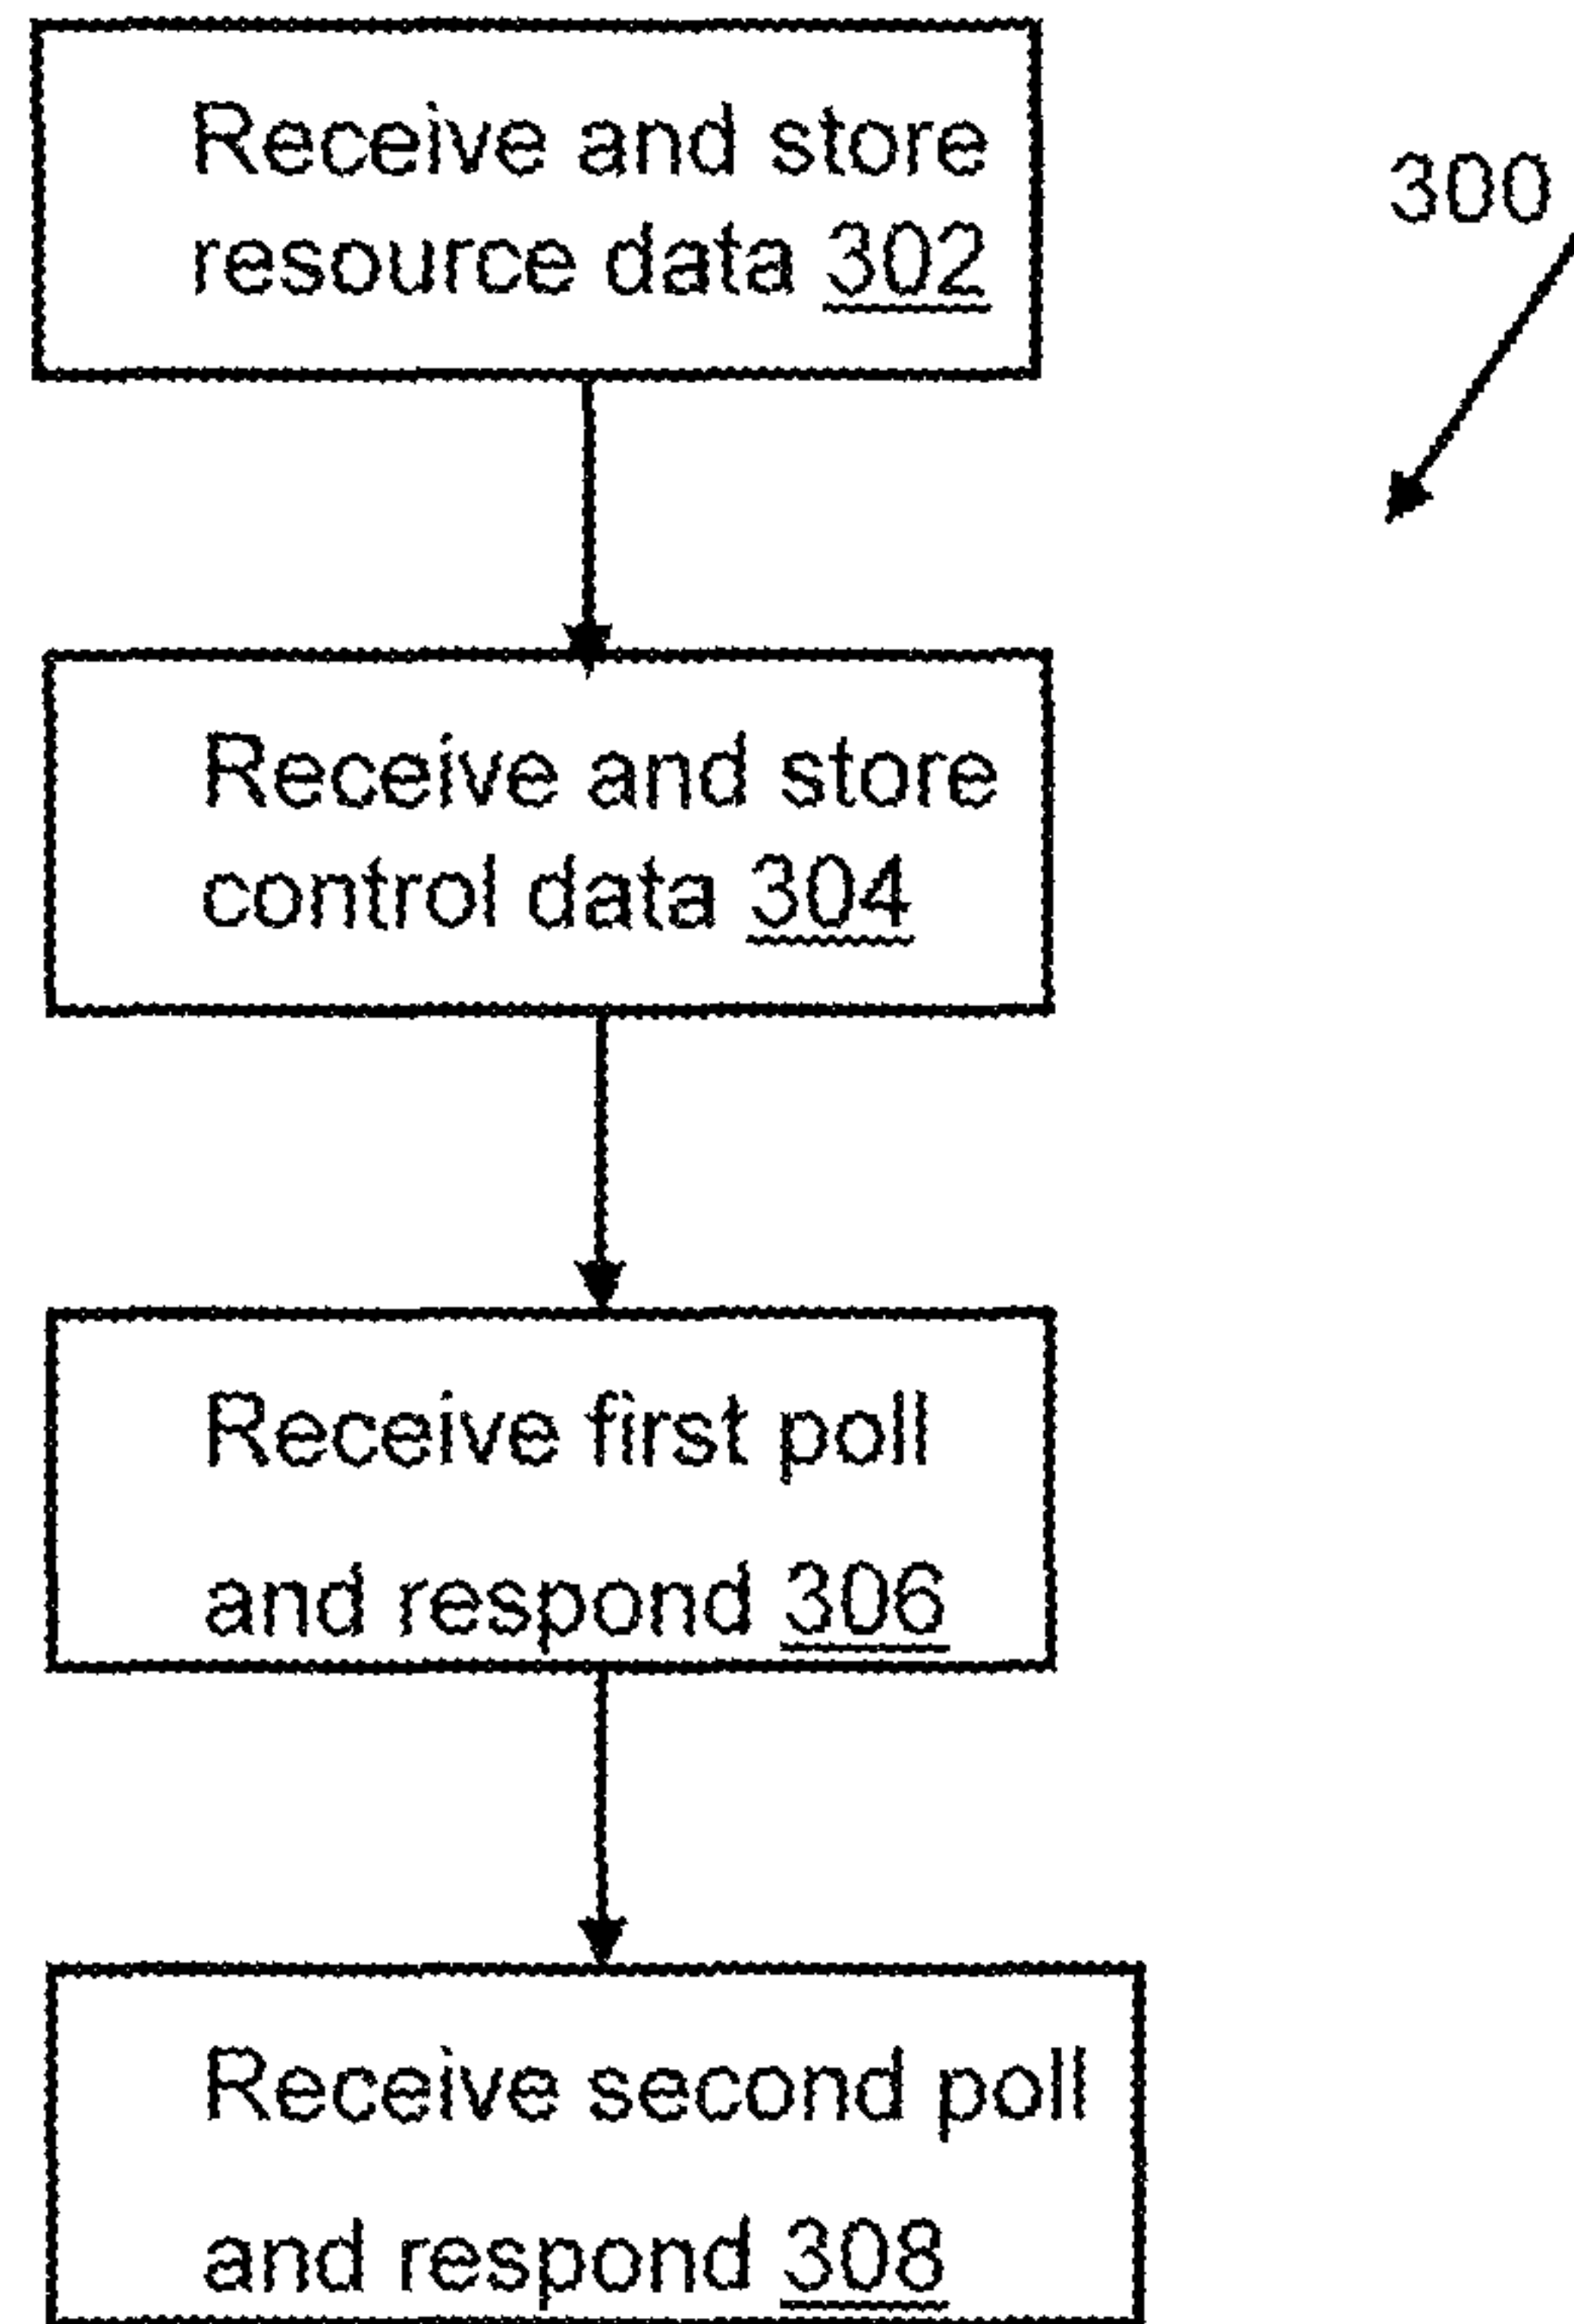 Receive and store
resource data 302
300
Receive and store
control data 304
Receive first poll
and respond 306
Receive second poll
and respond 308